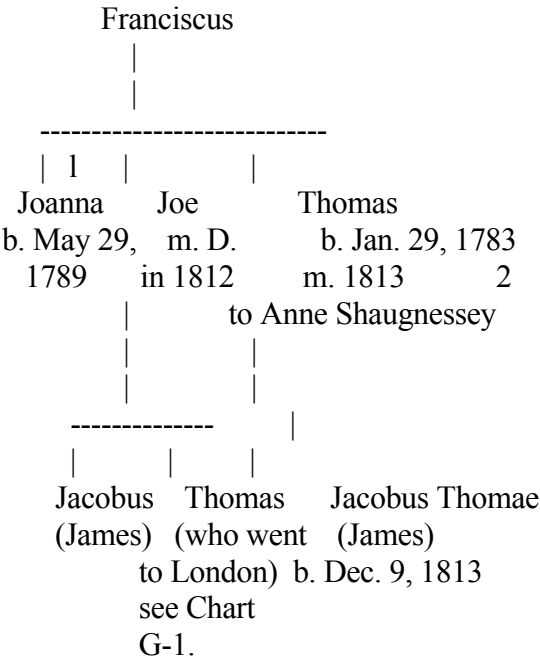 Franciscus
|
|
----------------------------
| 1 | |
Joanna Joe Thomas
b. May 29, m. D. b. Jan. 29, 1783
1789 in 1812 m. 1813 2
| to Anne Shaugnessey
| |
| |
-------------- |
| | |
Jacobus Thomas Jacobus Thomae
(James) (who went (James)
to London) b. Dec. 9, 1813
see Chart
G-1.